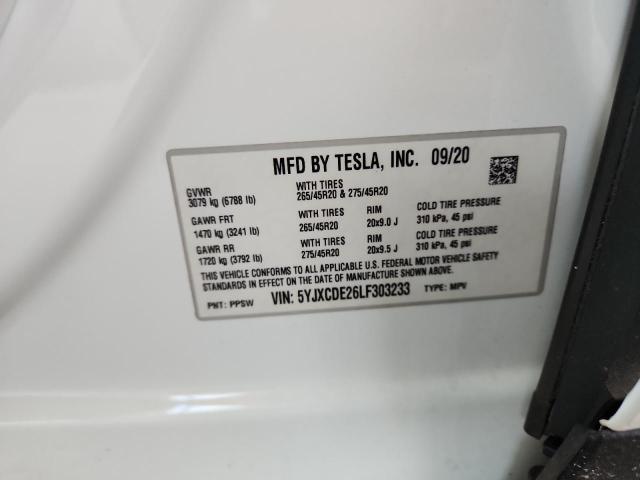 MFD BY TESLA, INC. 09/20
GVWR
3079 kg (6788 lb)
WITH TIRES
265/45R20 & 275/45R20
GAWR FRT
1470 kg (3241 lb)
WITH TIRES
265/45R20
RIM
20x9.0 J
COLD TIRE PRESSURE
310 kPa, 45 psi
GAWR RR
1720 kg (3792 lb)
WITH TIRES
275/45R20
RIM
20x9.5 J
COLD TIRE PRESSURE
310 kPa, 45 psi
THIS VEHICLE CONFORMS TO ALL APPLICABLE U.S. FEDERAL MOTOR VEHICLE SAFETY
STANDARDS IN EFFECT ON THE DATE OF MANUFACTURE SHOWN ABOVE.
PNT: PPSW VIN: 5YJXCDE26LF303233 TYPE: MPV